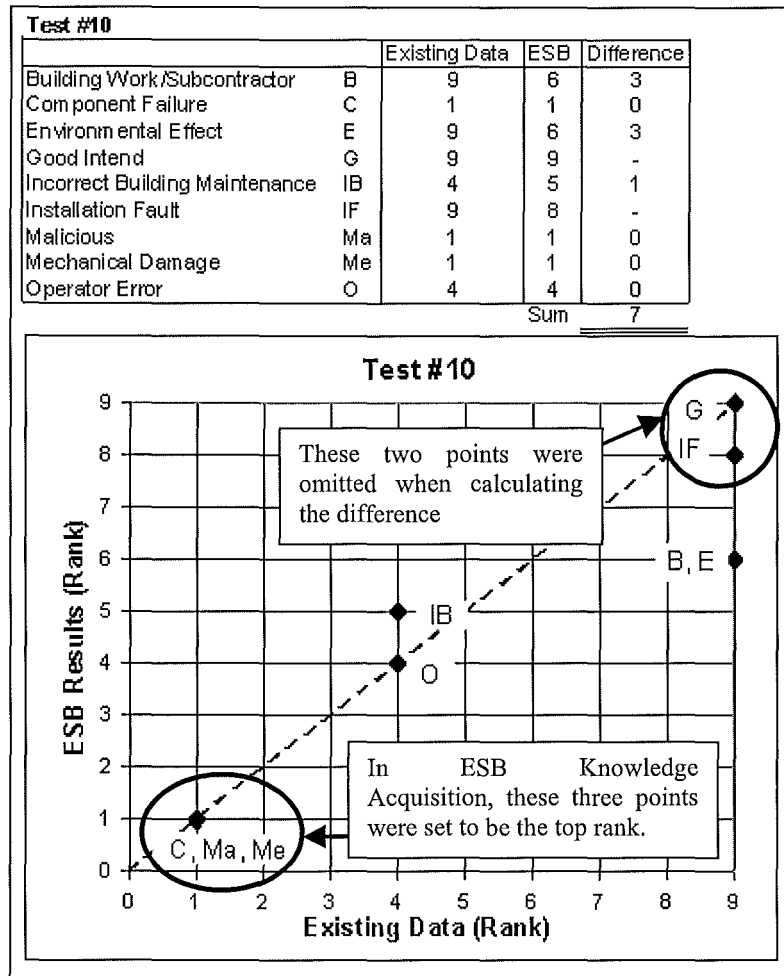 Test #10
Existing Data ESB Difference
Building Work/Subcontractor B 9 6 3
Component Failure C 1 1 0
Environmental Effect E 9 6 3
Good Intend G 9 9 -
Incorrect Building Maintenance IB 4 5 1
Installation Fault IF 9 8 -
Malicious Ma 1 1 0
Mechanical Damage Me 1 1 0
Operator Error O 4 4 0
Sum 7
Test #10
ESB Results (Rank)
9
8
7
6
5
4
3
2
1
0
G
IF
These two points were
omitted when calculating
the difference
B, E
IB
O
In ESB Knowledge
Acquisition, these three points
were set to be the top rank.
C, Ma, Me
0 1 2 3 4 5 6 7 8 9
Existing Data (Rank)